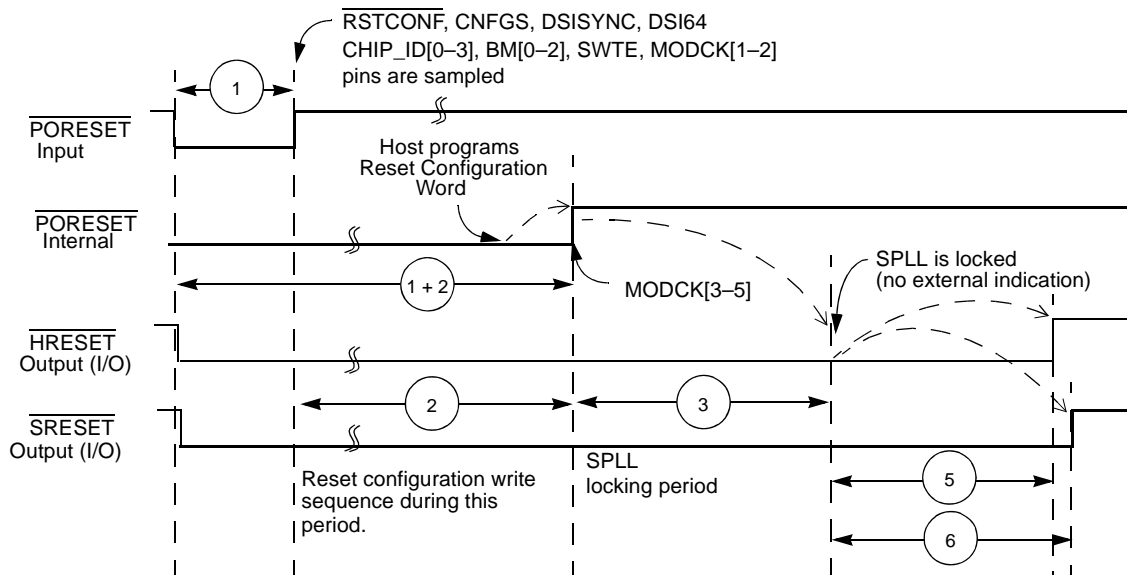 RSTCONF, CNFGS, DSISYNC, DSI64
CHIP_ID[0–3], BM[0–2], SWTE, MODCK[1–2]
pins are sampled
1
PORESET
Input
Host programs
Reset Configuration
Word
PORESET
Internal
SPLL is locked
(no external indication)
1 + 2
MODCK[3–5]
HRESET
Output (I/O)
2
3
SRESET
Output (I/O)
Reset configuration write
sequence during this
period.
SPLL
locking period
5
6